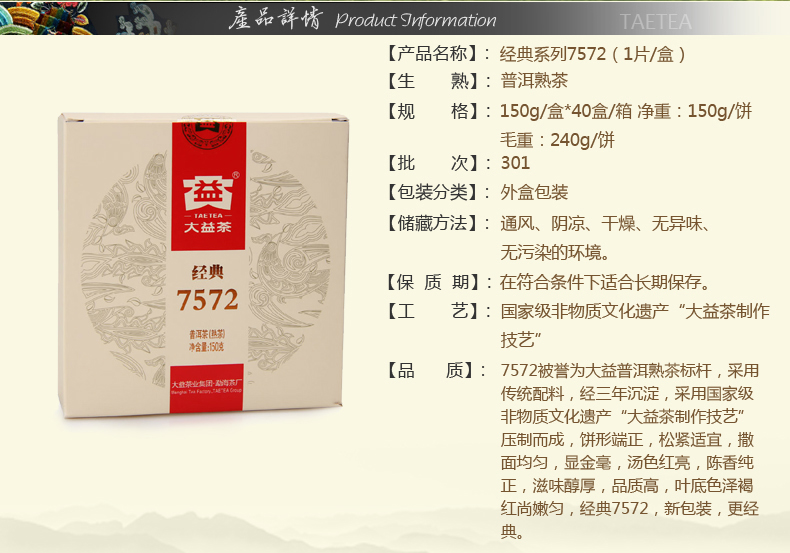 產品詳情 Product Information
TAETEA
【产品名称】：经典系列7572（1片/盒）
【生　　熟】：普洱熟茶
【规　　格】：150g/盒*40盒/箱 净重：150g/饼
毛重：240g/饼
【批　　次】：301
【包装分类】：外盒包装
【储藏方法】：通风、阴凉、干燥、无异味、
无污染的环境。
【保 质 期】：在符合条件下适合长期保存。
【工　　艺】：国家级非物质文化遗产“大益茶制作
技艺”
【品　　质】：7572被誉为大益普洱熟茶标杆，采用
传统配料，经三年沉淀，采用国家级
非物质文化遗产“大益茶制作技艺”
压制而成，饼形端正，松紧适宜，撒
面均匀，显金毫，汤色红亮，陈香纯
正，滋味醇厚，品质高，叶底色泽褐
红尚嫩匀，经典7572，新包装，更经
典。
益®
TAETEA
大益茶
经典
7572
普洱茶(熟茶)
净含量:150克
大益茶业集团·勐海茶厂
Menghai Tea Factory, TAETEA Group